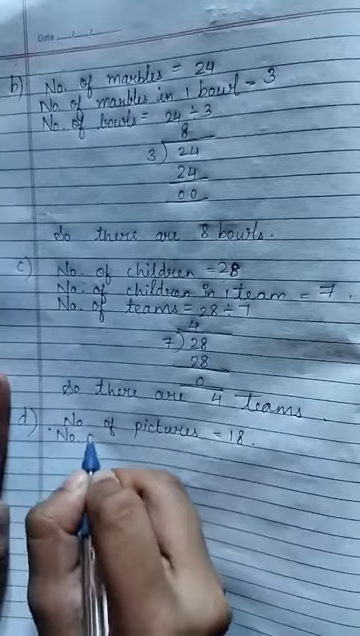 Date
b) No. of marbles = 24
No. of marbles in 1 bowl = 3
No. of bowls = 24 ÷ 3
8
3 ) 24
24
00
So there are 8 bowls.
c) No. of children = 28
No. of children in 1 team = 7.
No. of teams = 28 ÷ 7
4
7 ) 28
28
0
So there are 4 teams.
d) No of pictures = 18.
No